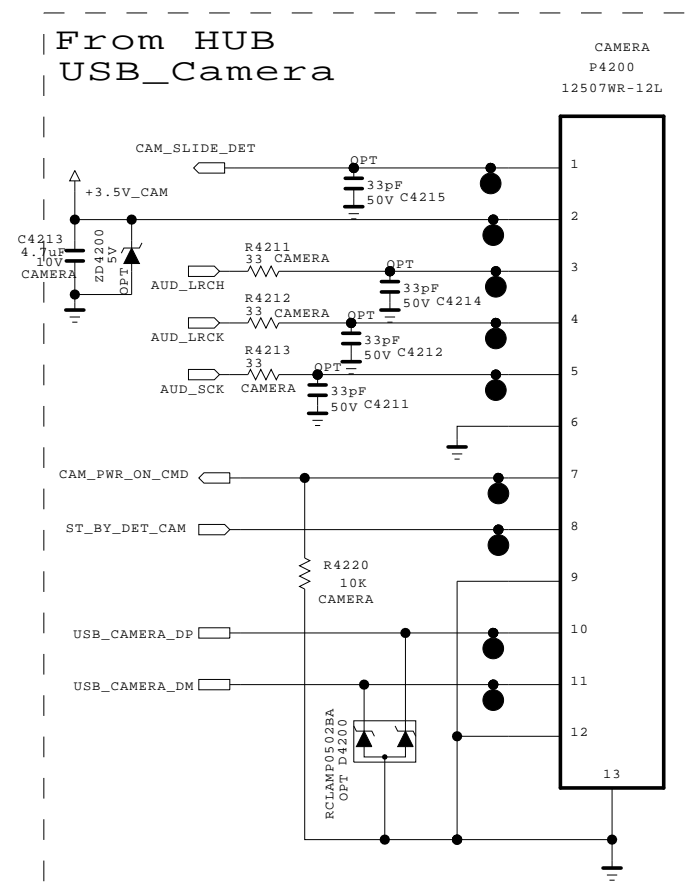 From HUB
USB_Camera
CAMERA
P4200
12507WR-12L
CAM_SLIDE_DET
OPT
1
33pF
50V C4215
+3.5V_CAM
2
C4213
4.7uF
10V
CAMERA
ZD4200
5V
OPT
R4211
33 CAMERA
AUD_LRCH
OPT
3
33pF
50V C4214
R4212
33 CAMERA
AUD_LRCK
OPT
4
33pF
50V C4212
R4213
33
AUD_SCK
CAMERA
OPT
5
33pF
50V C4211
6
CAM_PWR_ON_CMD
7
ST_BY_DET_CAM
8
R4220
10K
CAMERA
9
USB_CAMERA_DP
10
USB_CAMERA_DM
11
RCLAMP0502BA
OPT D4200
12
13